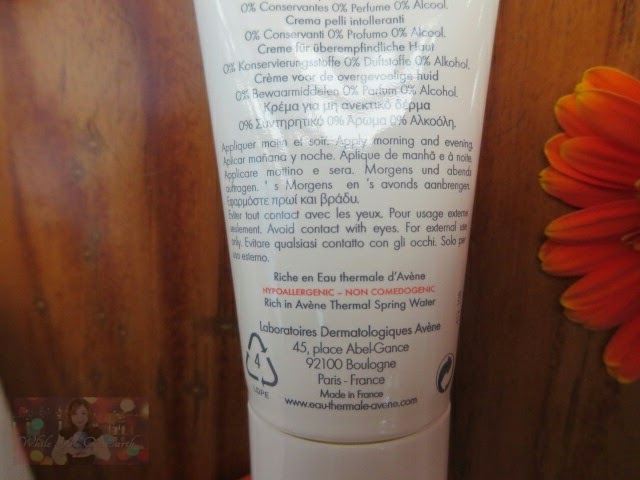 0% Conservantes 0% Perfume 0% Alcool.
Crema pelli intolleranti
0% Conservanti 0% Profumo 0% Alcool.
Creme für überempfindliche Haut
0% Konservierungsstoffe 0% Duftstoffe 0% Alkohol.
Crème voor de overgevoelige huid
0% Bewaarmiddelen 0% Parfum 0% Alcohol.
Κρέμα για μη ανεκτικό δέρμα
0% Συντηρητικό 0% Άρωμα 0% Αλκοόλη.
Appliquer matin et soir. Apply morning and evening.
Aplicar mañana y noche. Aplique de manhã e à noite.
Applicare mattino e sera. Morgens und abends
auftragen. ' s Morgens en 's avonds aanbrengen.
Εφαρμόστε πρωί και βράδυ.
Eviter tout contact avec les yeux. Pour usage externe
seulement. Avoid contact with eyes. For external use
only. Evitare qualsiasi contatto con gli occhi. Solo per
uso esterno.
Riche en Eau thermale d'Avène
HYPOALLERGENIC – NON COMEDOGENIC
Rich in Avène Thermal Spring Water
Laboratoires Dermatologiques Avène
45, place Abel-Gance
92100 Boulogne
Paris - France
Made in France
www.eau-thermale-avene.com
4
LDPE
While On Earth